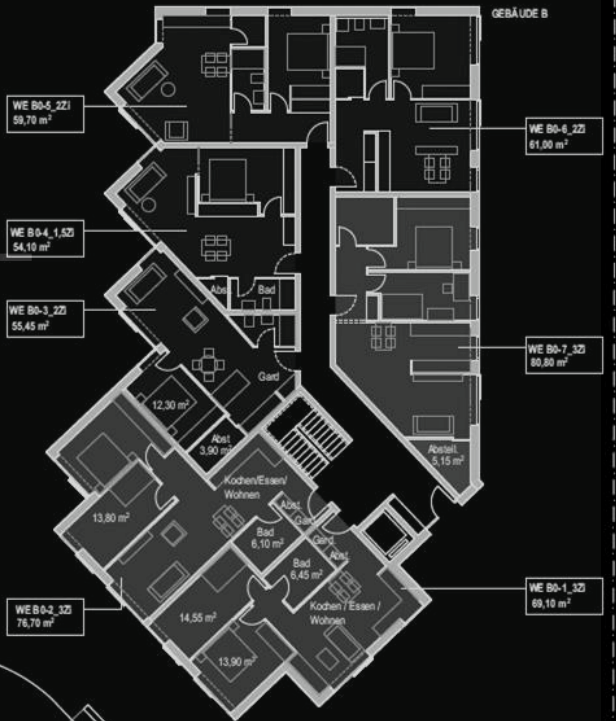 GEBÄUDE B
WE B0-5_2Zi
59,70 m²
WE B0-6_2Zi
61,00 m²
WE B0-4_1,5Zi
54,10 m²
Abst.
Bad
WE B0-3_2Zi
55,45 m²
WE B0-7_3Zi
80,80 m²
Gard
12,30 m²
Abst
3,90 m²
Abstell.
5,15 m²
Kochen/Essen/
Wohnen
13,80 m²
Abst.
Gard.
Bad
6,10 m²
Gard.
Abst.
Bad
6,45 m²
WE B0-1_3Zi
69,10 m²
WE B0-2_3Zi
76,70 m²
14,55 m²
Kochen / Essen /
Wohnen
13,90 m²